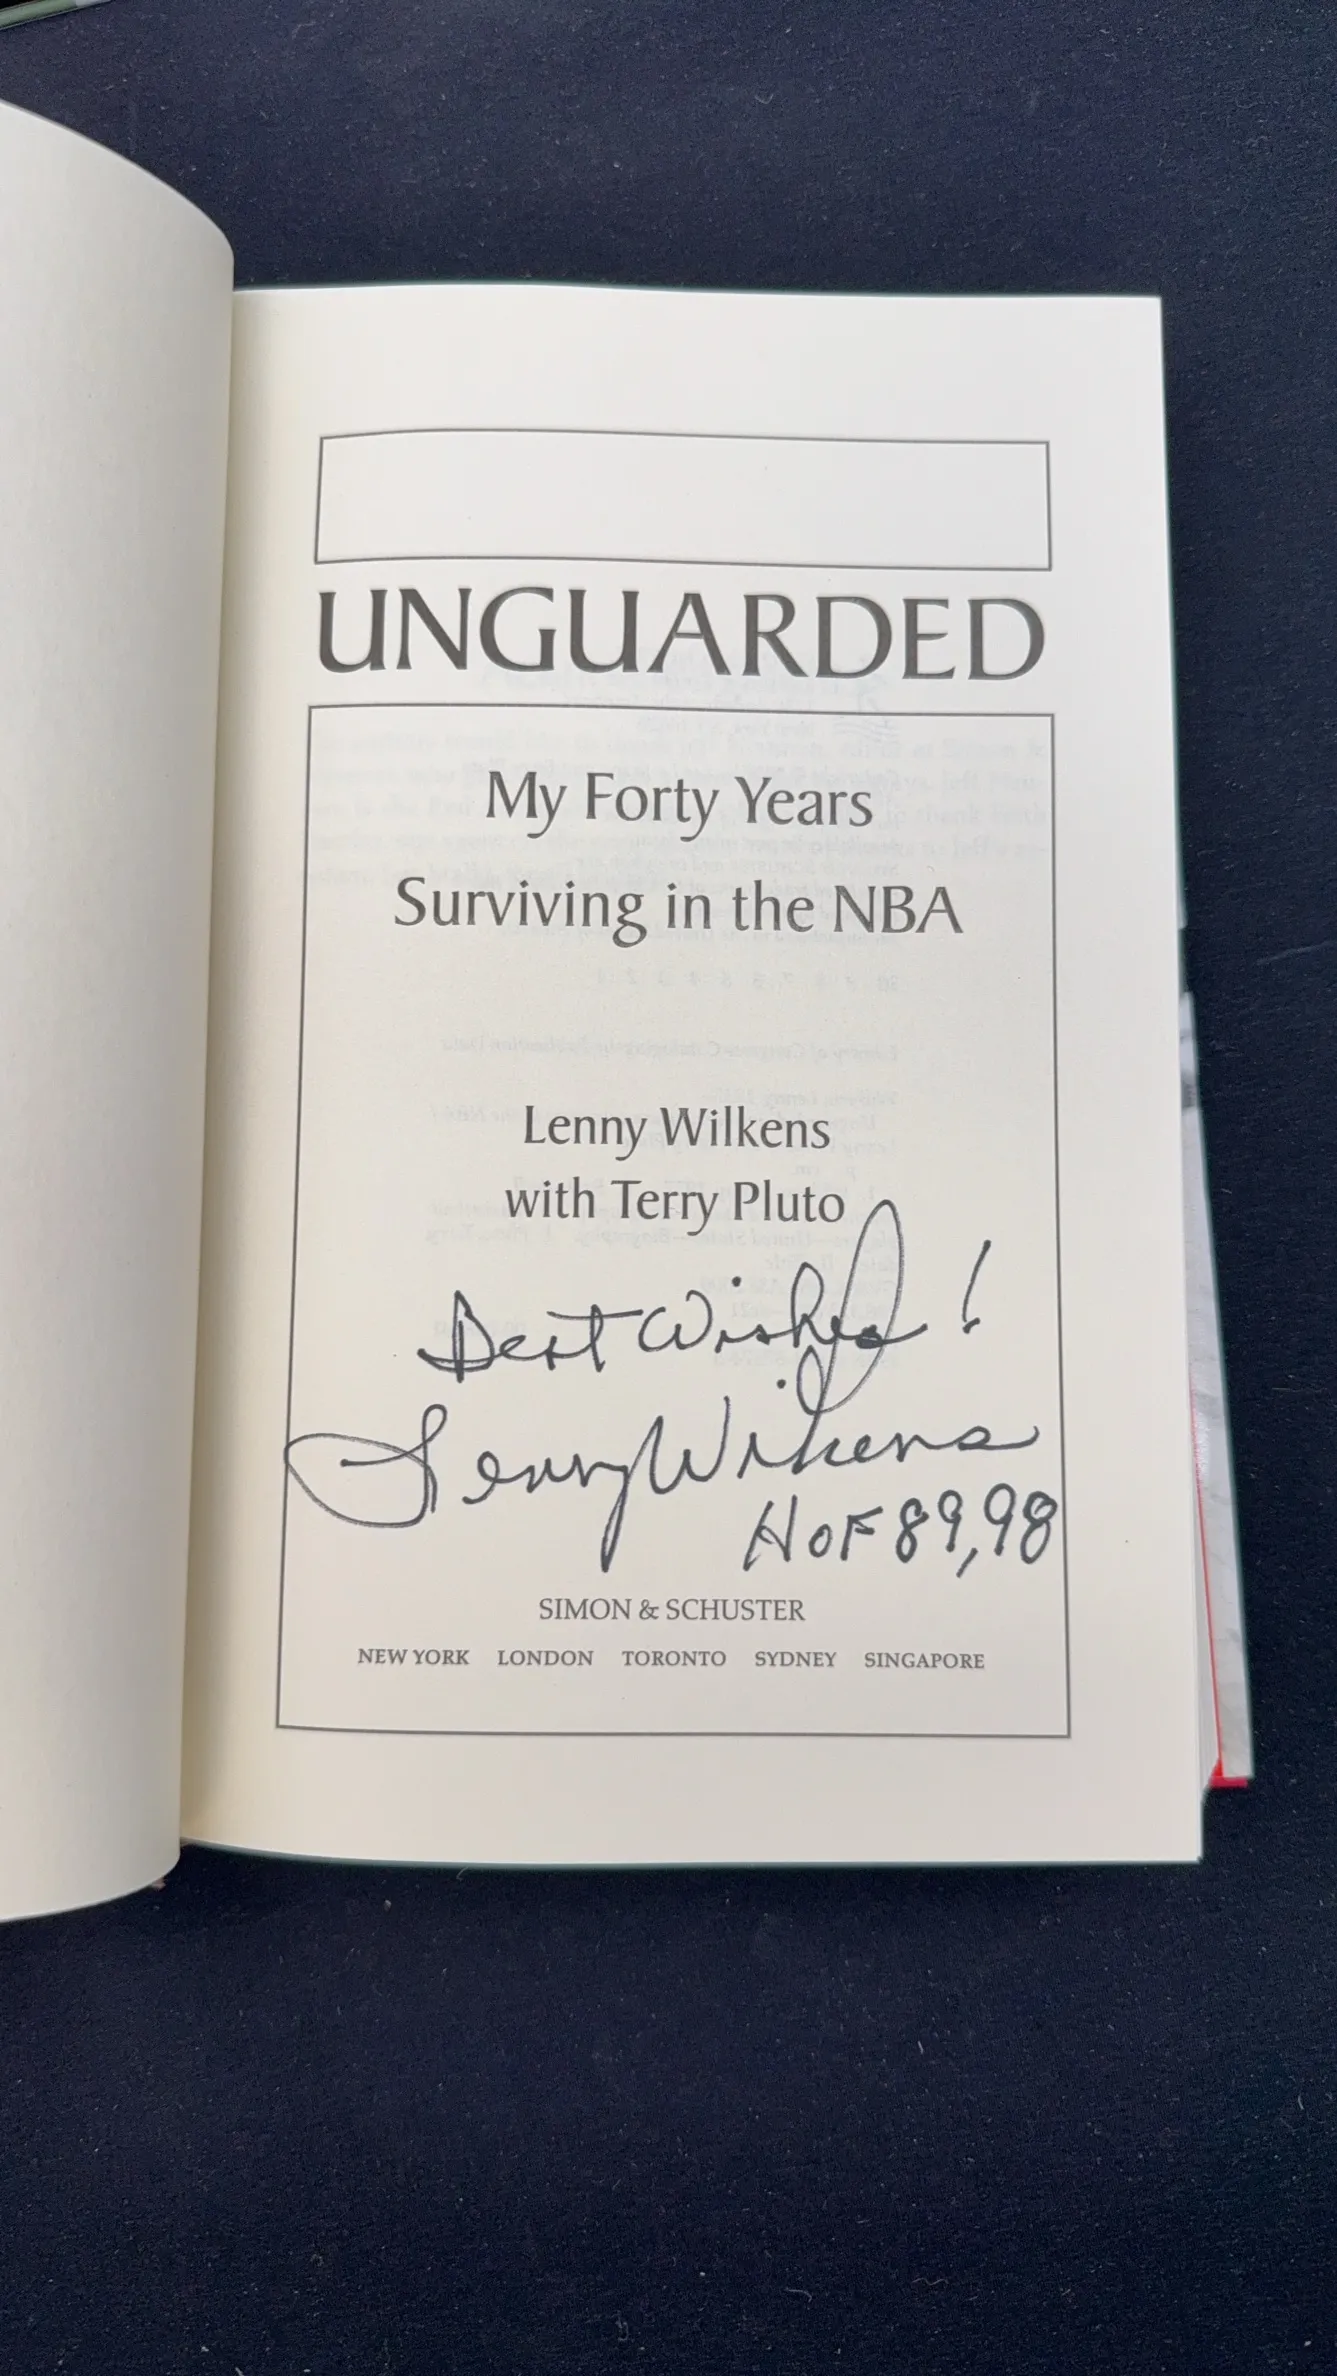 UNGUARDED
My Forty Years
Surviving in the NBA
Lenny Wilkens
with Terry Pluto
Best Wishes!
Lenny Wilkens
HOF 89,98
SIMON & SCHUSTER
NEW YORK LONDON TORONTO SYDNEY SINGAPORE